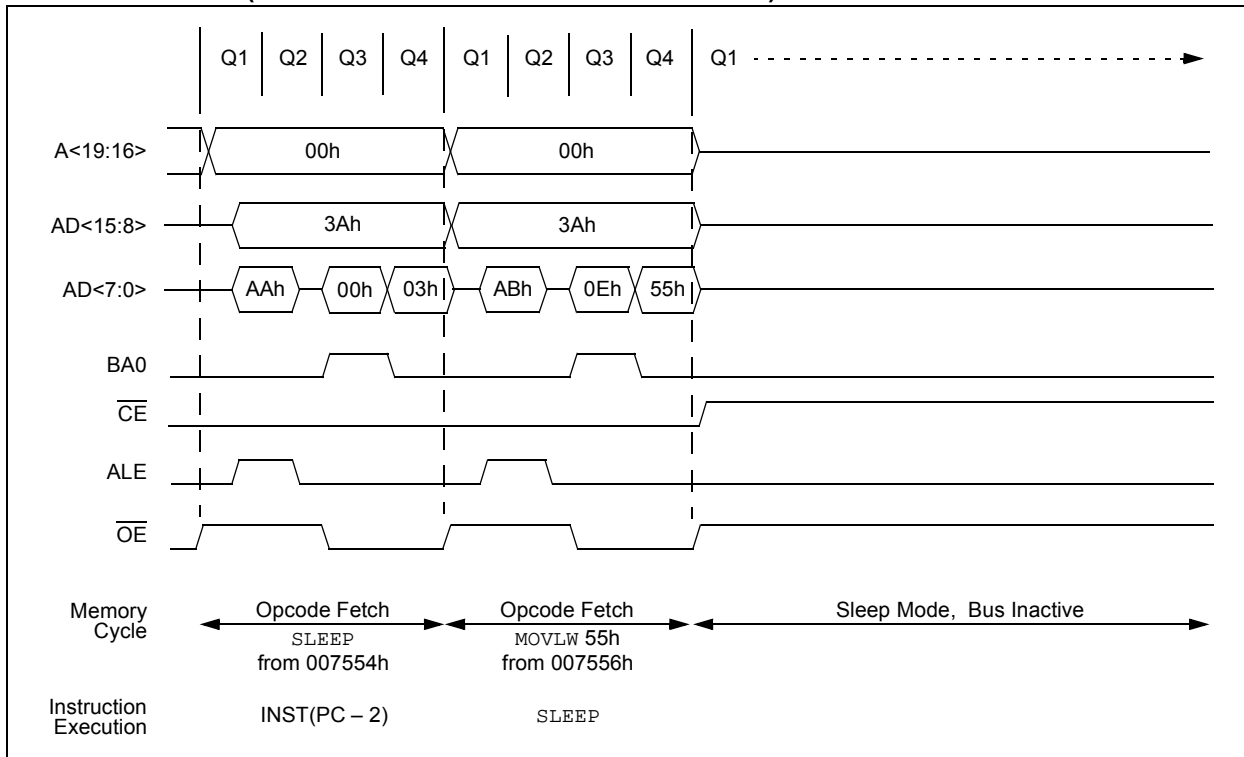 Q1 Q2 Q3 Q4 Q1 Q2 Q3 Q4 Q1
A<19:16> 00h 00h
AD<15:8> 3Ah 3Ah
AD<7:0> AAh 00h 03h ABh 0Eh 55h
BA0
CE
ALE
OE
Memory Cycle Opcode Fetch Opcode Fetch Sleep Mode, Bus Inactive
SLEEP MOVLW 55h
from 007554h from 007556h
Instruction Execution INST(PC – 2) SLEEP